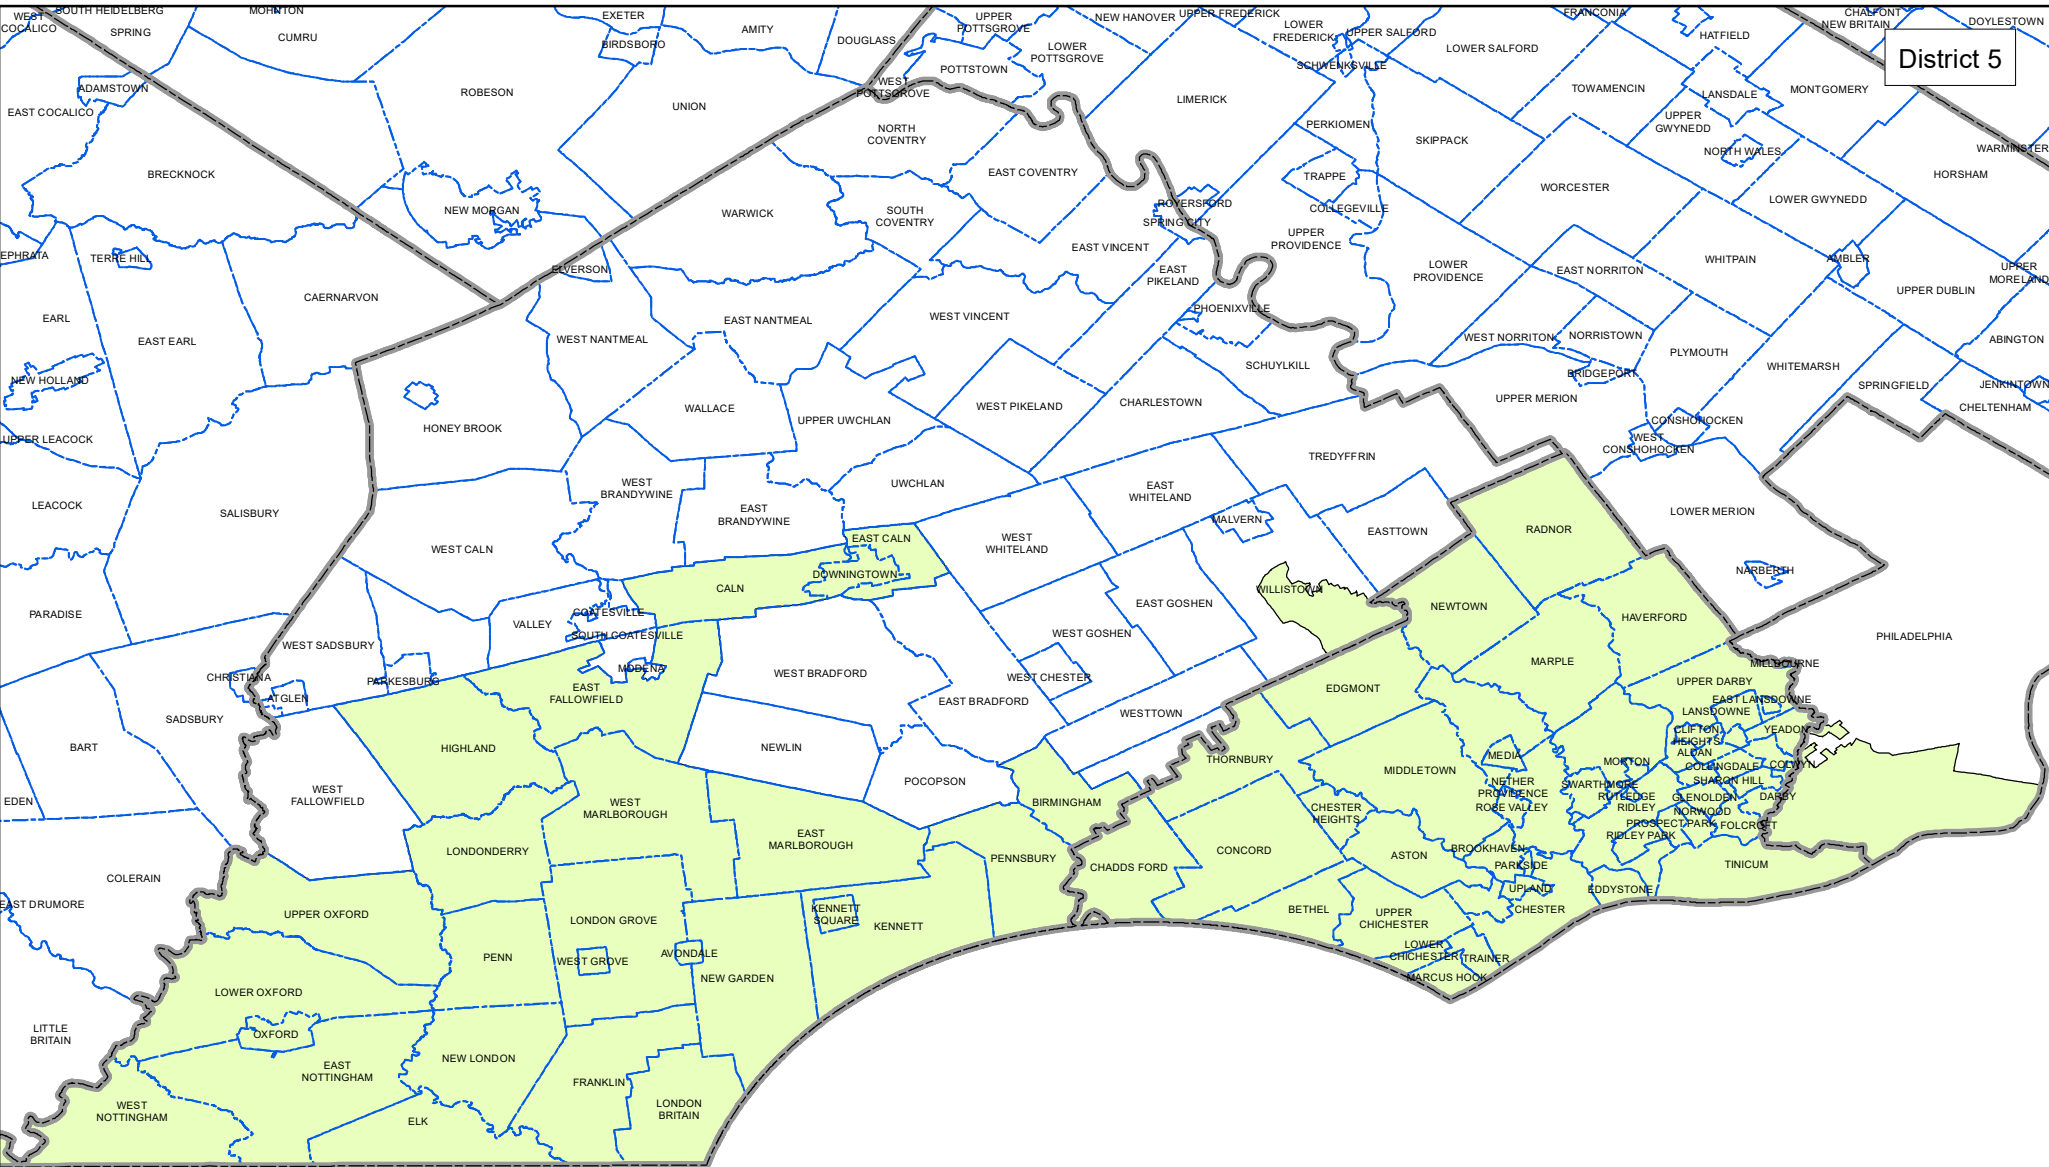 WEST
COCALICO
SOUTH HEIDELBERG
SPRING
MOHNTON
CUMRU
EXETER
BIRDSBORO
AMITY
DOUGLASS
UPPER
POTTSGROVE
LOWER
POTTSGROVE
NEW HANOVER
UPPER FREDERICK
LOWER
FREDERICK
UPPER SALFORD
LOWER SALFORD
FRANCONIA
HATFIELD
CHALFONT
NEW BRITAIN
DOYLESTOWN
District 5
ADAMSTOWN
EAST COCALICO
ROBESON
UNION
WEST
POTTSGROVE
POTTSTOWN
LIMERICK
SCHWENKSVILLE
TOWAMENCIN
LANSDALE
MONTGOMERY
NORTH
COVENTRY
PERKIOMEN
SKIPPACK
UPPER
GWYNEDD
NORTH WALES
WARMINSTER
BRECKNOCK
NEW MORGAN
WARWICK
SOUTH
COVENTRY
EAST COVENTRY
ROYERSFORD
SPRING CITY
TRAPPE
COLLEGEVILLE
WORCESTER
LOWER GWYNEDD
HORSHAM
EPHRATA
TERRE HILL
ELVERSON
EAST VINCENT
EAST
PIKELAND
UPPER
PROVIDENCE
LOWER
PROVIDENCE
EAST NORRITON
WHITPAIN
AMBLER
UPPER DUBLIN
UPPER
MORELAND
EARL
EAST EARL
CAERNARVON
WEST NANTMEAL
EAST NANTMEAL
WEST VINCENT
PHOENIXVILLE
WEST NORRITON
NORRISTOWN
PLYMOUTH
WHITEMARSH
ABINGTON
NEW HOLLAND
SCHUYLKILL
BRIDGEPORT
SPRINGFIELD
JENKINTOWN
CHELTENHAM
UPPER LEACOCK
HONEY BROOK
WALLACE
UPPER UWCHLAN
WEST PIKELAND
CHARLESTOWN
UPPER MERION
CONSHOHOCKEN
WEST
CONSHOHOCKEN
LEACOCK
SALISBURY
WEST
BRANDYWINE
EAST
BRANDYWINE
UWCHLAN
EAST
WHITELAND
TREDYFFRIN
LOWER MERION
WEST CALN
EAST CALN
WEST
WHITELAND
MALVERN
EASTTOWN
RADNOR
NARBERTH
PARADISE
CALN
DOWNINGTOWN
WILLISTOWN
NEWTOWN
HAVERFORD
PHILADELPHIA
VALLEY
COATESVILLE
SOUTH COATESVILLE
EAST GOSHEN
WEST GOSHEN
WEST SADSBURY
CHRISTIANA
ATGLEN
PARKESBURG
MODENA
EAST
FALLOWFIELD
WEST BRADFORD
EAST BRADFORD
WEST CHESTER
WESTTOWN
EDGMONT
MARPLE
MILLBOURNE
UPPER DARBY
EAST LANSDOWNE
LANSDOWNE
BART
SADSBURY
HIGHLAND
NEWLIN
POCOPSON
THORNBURY
MIDDLETOWN
MEDIA
CLIFTON
HEIGHTS
YEADON
ALDAN
MORTON
COLLINGDALE
COLWYN
EDEN
WEST
FALLOWFIELD
WEST
MARLBOROUGH
BIRMINGHAM
NETHER
PROVIDENCE
ROSE VALLEY
SWARTHMORE
RUTLEDGE
RIDLEY
SHARON HILL
GLENOLDEN
DARBY
NORWOOD
PROSPECT PARK
FOLCROFT
RIDLEY PARK
CHESTER
HEIGHTS
EAST
MARLBOROUGH
LONDONDERRY
PENNSBURY
CHADDS FORD
CONCORD
ASTON
BROOKHAVEN
PARKSIDE
TINICUM
COLERAIN
EAST DRUMORE
UPPER OXFORD
LONDON GROVE
KENNETT
SQUARE
KENNETT
BETHEL
UPPER
CHICHESTER
UPLAND
CHESTER
EDDYSTONE
PENN
WEST GROVE
AVONDALE
NEW GARDEN
LOWER
CHICHESTER
TRAINER
MARCUS HOOK
LOWER OXFORD
LITTLE
BRITAIN
OXFORD
EAST
NOTTINGHAM
NEW LONDON
FRANKLIN
WEST
NOTTINGHAM
ELK
LONDON
BRITAIN